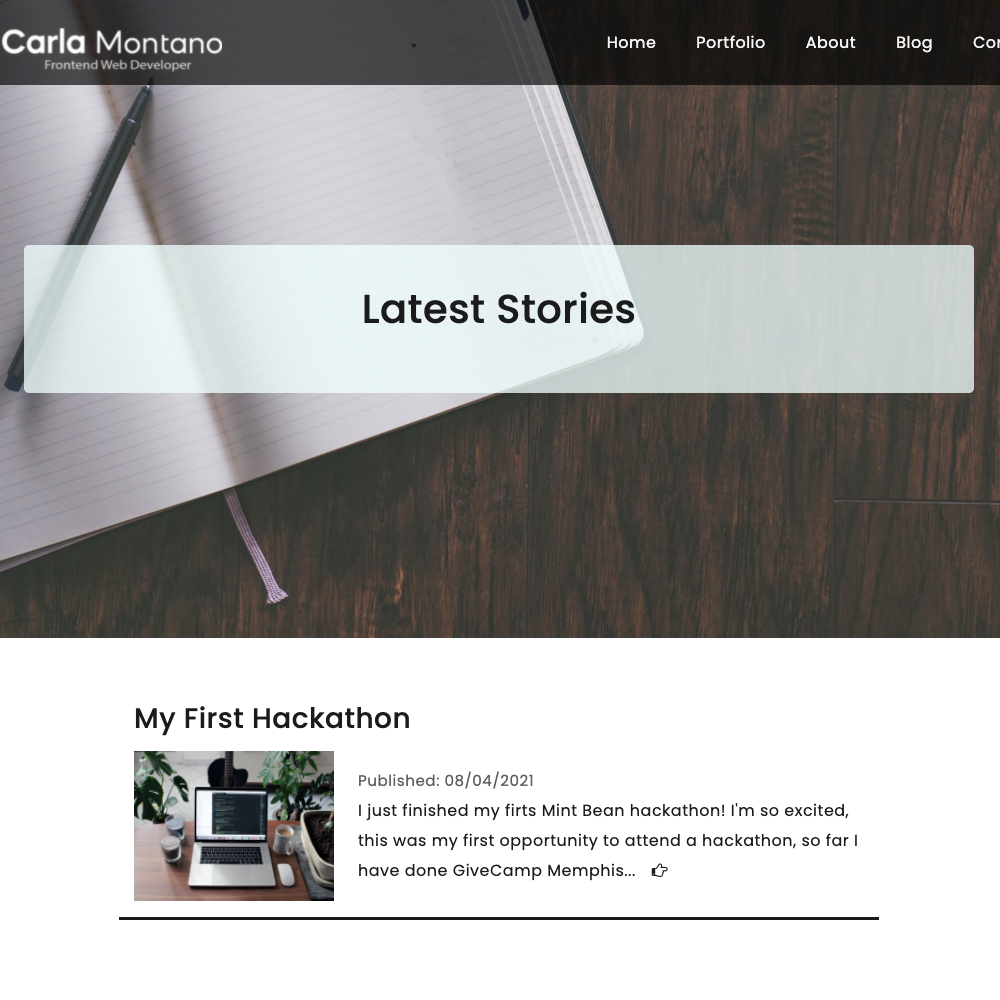 Carla Montano
Frontend Web Developer
Home Portfolio About Blog
Latest Stories
My First Hackathon
Published: 08/04/2021
I just finished my firts Mint Bean hackathon! I'm so excited,
this was my first opportunity to attend a hackathon, so far I
have done GiveCamp Memphis...